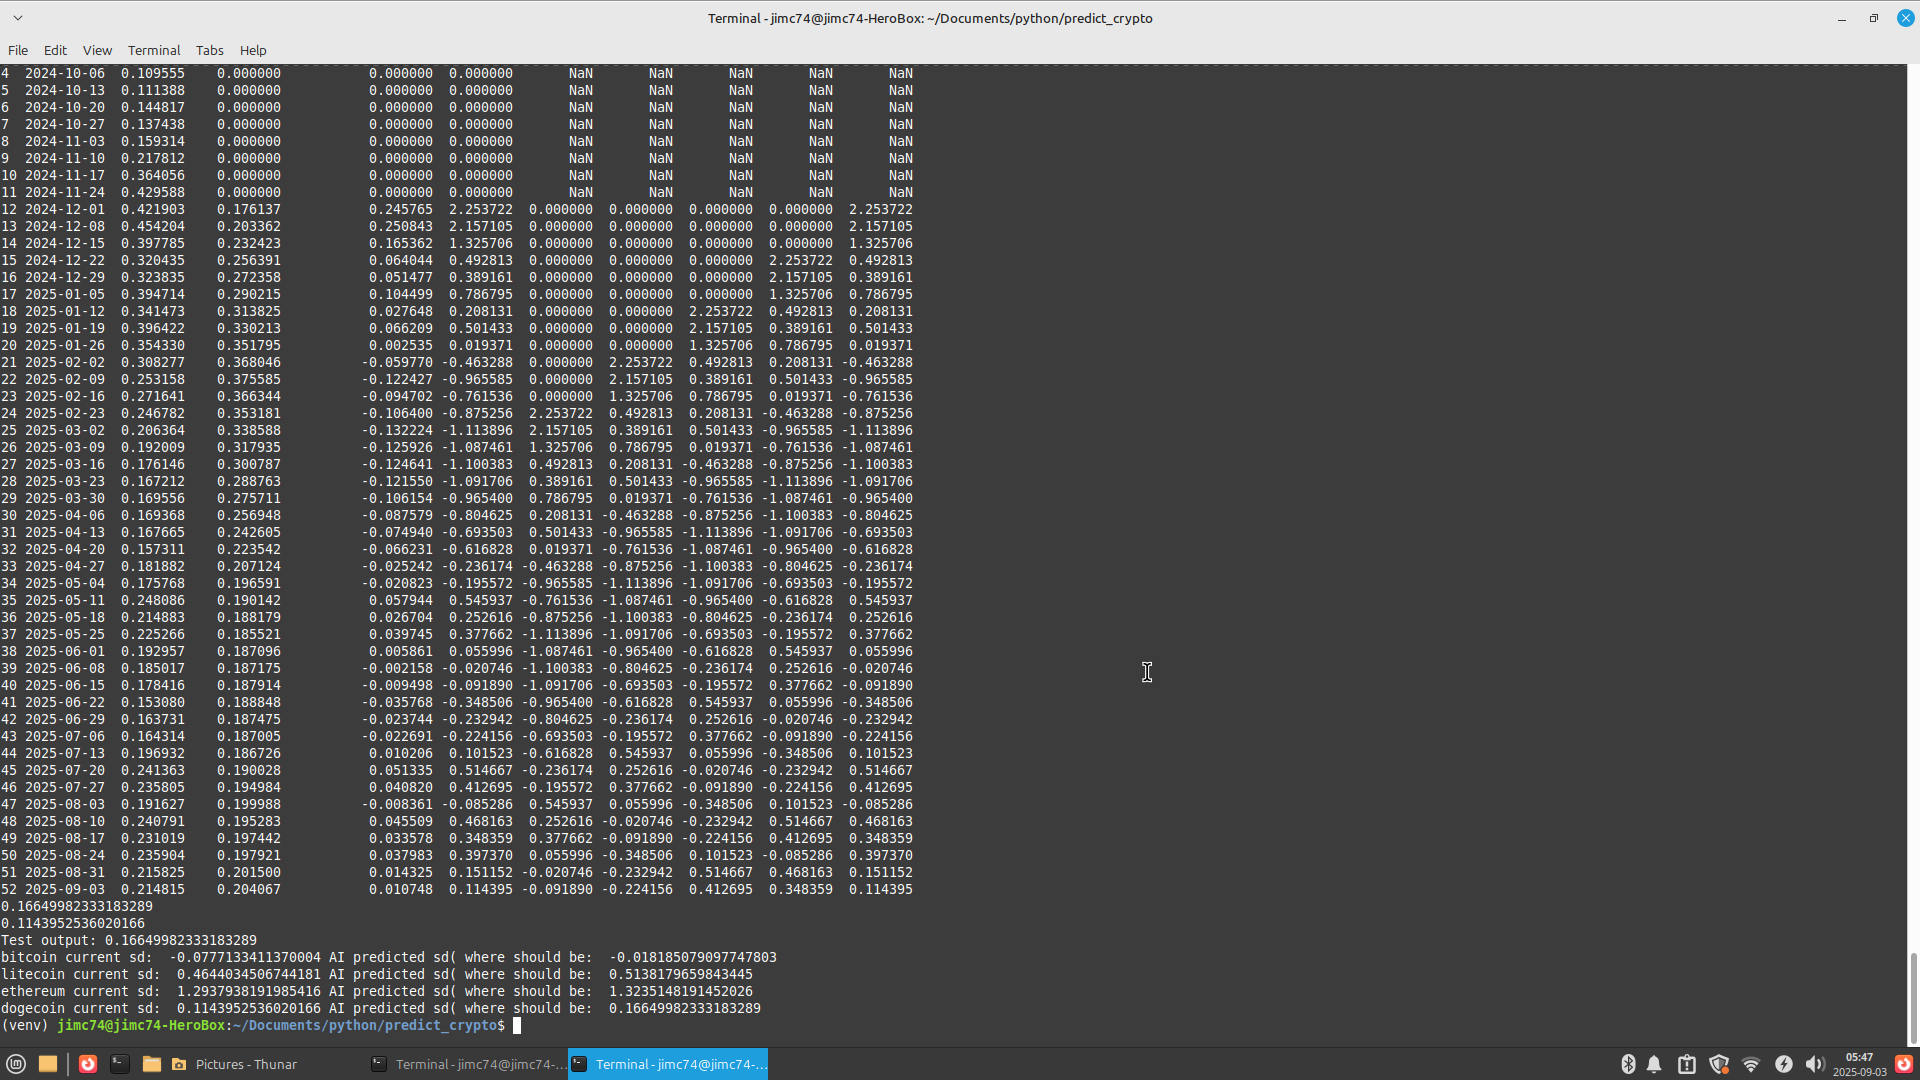 Terminal - jimc74@jimc74-HeroBox: ~/Documents/python/predict_crypto
File Edit View Terminal Tabs Help
4 2024-10-06 0.109555 0.000000 0.000000 0.000000 NaN NaN NaN NaN NaN
5 2024-10-13 0.111388 0.000000 0.000000 0.000000 NaN NaN NaN NaN NaN
6 2024-10-20 0.144817 0.000000 0.000000 0.000000 NaN NaN NaN NaN NaN
7 2024-10-27 0.137438 0.000000 0.000000 0.000000 NaN NaN NaN NaN NaN
8 2024-11-03 0.159314 0.000000 0.000000 0.000000 NaN NaN NaN NaN NaN
9 2024-11-10 0.217812 0.000000 0.000000 0.000000 NaN NaN NaN NaN NaN
10 2024-11-17 0.364056 0.000000 0.000000 0.000000 NaN NaN NaN NaN NaN
11 2024-11-24 0.429588 0.000000 0.000000 0.000000 NaN NaN NaN NaN NaN
12 2024-12-01 0.421903 0.176137 0.245765 2.253722 0.000000 0.000000 0.000000 0.000000 2.253722
13 2024-12-08 0.454204 0.203362 0.250843 2.157105 0.000000 0.000000 0.000000 0.000000 2.157105
14 2024-12-15 0.397785 0.232423 0.165362 1.325706 0.000000 0.000000 0.000000 0.000000 1.325706
15 2024-12-22 0.320435 0.256391 0.064044 0.492813 0.000000 0.000000 0.000000 2.253722 0.492813
16 2024-12-29 0.323835 0.272358 0.051477 0.389161 0.000000 0.000000 0.000000 2.157105 0.389161
17 2025-01-05 0.394714 0.290215 0.104499 0.786795 0.000000 0.000000 0.000000 1.325706 0.786795
18 2025-01-12 0.341473 0.313825 0.027648 0.208131 0.000000 0.000000 2.253722 0.492813 0.208131
19 2025-01-19 0.396422 0.330213 0.066209 0.501433 0.000000 0.000000 2.157105 0.389161 0.501433
20 2025-01-26 0.354330 0.351795 0.002535 0.019371 0.000000 0.000000 1.325706 0.786795 0.019371
21 2025-02-02 0.308277 0.368046 -0.059770 -0.463288 0.000000 2.253722 0.492813 0.208131 -0.463288
22 2025-02-09 0.253158 0.375585 -0.122427 -0.965585 0.000000 2.157105 0.389161 0.501433 -0.965585
23 2025-02-16 0.271641 0.366344 -0.094702 -0.761536 0.000000 1.325706 0.786795 0.019371 -0.761536
24 2025-02-23 0.246782 0.353181 -0.106400 -0.875256 2.253722 0.492813 0.208131 -0.463288 -0.875256
25 2025-03-02 0.206364 0.338588 -0.132224 -1.113896 2.157105 0.389161 0.501433 -0.965585 -1.113896
26 2025-03-09 0.192009 0.317935 -0.125926 -1.087461 1.325706 0.786795 0.019371 -0.761536 -1.087461
27 2025-03-16 0.176146 0.300787 -0.124641 -1.100383 0.492813 0.208131 -0.463288 -0.875256 -1.100383
28 2025-03-23 0.167212 0.288763 -0.121550 -1.091706 0.389161 0.501433 -0.965585 -1.113896 -1.091706
29 2025-03-30 0.169556 0.275711 -0.106154 -0.965400 0.786795 0.019371 -0.761536 -1.087461 -0.965400
30 2025-04-06 0.169368 0.256948 -0.087579 -0.804625 0.208131 -0.463288 -0.875256 -1.100383 -0.804625
31 2025-04-13 0.167665 0.242605 -0.074940 -0.693503 0.501433 -0.965585 -1.113896 -1.091706 -0.693503
32 2025-04-20 0.157311 0.223542 -0.066231 -0.616828 0.019371 -0.761536 -1.087461 -0.965400 -0.616828
33 2025-04-27 0.181882 0.207124 -0.025242 -0.236174 -0.463288 -0.875256 -1.100383 -0.804625 -0.236174
34 2025-05-04 0.175768 0.196591 -0.020823 -0.195572 -0.965585 -1.113896 -1.091706 -0.693503 -0.195572
35 2025-05-11 0.248086 0.190142 0.057944 0.545937 -0.761536 -1.087461 -0.965400 -0.616828 0.545937
36 2025-05-18 0.214883 0.188179 0.026704 0.252616 -0.875256 -1.100383 -0.804625 -0.236174 0.252616
37 2025-05-25 0.225266 0.185521 0.039745 0.377662 -1.113896 -1.091706 -0.693503 -0.195572 0.377662
38 2025-06-01 0.192957 0.187096 0.005861 0.055996 -1.087461 -0.965400 -0.616828 0.545937 0.055996
39 2025-06-08 0.185017 0.187175 -0.002158 -0.020746 -1.100383 -0.804625 -0.236174 0.252616 -0.020746
40 2025-06-15 0.178416 0.187914 -0.009498 -0.091890 -1.091706 -0.693503 -0.195572 0.377662 -0.091890
41 2025-06-22 0.153080 0.188848 -0.035768 -0.348506 -0.965400 -0.616828 0.545937 0.055996 -0.348506
42 2025-06-29 0.163731 0.187475 -0.023744 -0.232942 -0.804625 -0.236174 0.252616 -0.020746 -0.232942
43 2025-07-06 0.164314 0.187005 -0.022691 -0.224156 -0.693503 -0.195572 0.377662 -0.091890 -0.224156
44 2025-07-13 0.196932 0.186726 0.010206 0.101523 -0.616828 0.545937 0.055996 -0.348506 0.101523
45 2025-07-20 0.241363 0.190028 0.051335 0.514667 -0.236174 0.252616 -0.020746 -0.232942 0.514667
46 2025-07-27 0.235805 0.194984 0.040820 0.412695 -0.195572 0.377662 -0.091890 -0.224156 0.412695
47 2025-08-03 0.191627 0.199988 -0.008361 -0.085286 0.545937 0.055996 -0.348506 0.101523 -0.085286
48 2025-08-10 0.240791 0.195283 0.045509 0.468163 0.252616 -0.020746 -0.232942 0.514667 0.468163
49 2025-08-17 0.231019 0.197442 0.033578 0.348359 0.377662 -0.091890 -0.224156 0.412695 0.348359
50 2025-08-24 0.235904 0.197921 0.037983 0.397370 0.055996 -0.348506 0.101523 -0.085286 0.397370
51 2025-08-31 0.215825 0.201500 0.014325 0.151152 -0.020746 -0.232942 0.514667 0.468163 0.151152
52 2025-09-03 0.214815 0.204067 0.010748 0.114395 -0.091890 -0.224156 0.412695 0.348359 0.114395
0.16649982333183289
0.1143952536020166
Test output: 0.16649982333183289
bitcoin current sd: -0.0777133411370004 AI predicted sd( where should be: -0.018185079097747803
litecoin current sd: 0.4644034506744181 AI predicted sd( where should be: 0.5138179659843445
ethereum current sd: 1.2937938191985416 AI predicted sd( where should be: 1.3235148191452026
dogecoin current sd: 0.1143952536020166 AI predicted sd( where should be: 0.16649982333183289
(venv) jimc74@jimc74-HeroBox:~/Documents/python/predict_crypto$
Pictures - Thunar
Terminal - jimc74@jimc74-...
Terminal - jimc74@jimc74-...
05:47
2025-09-03